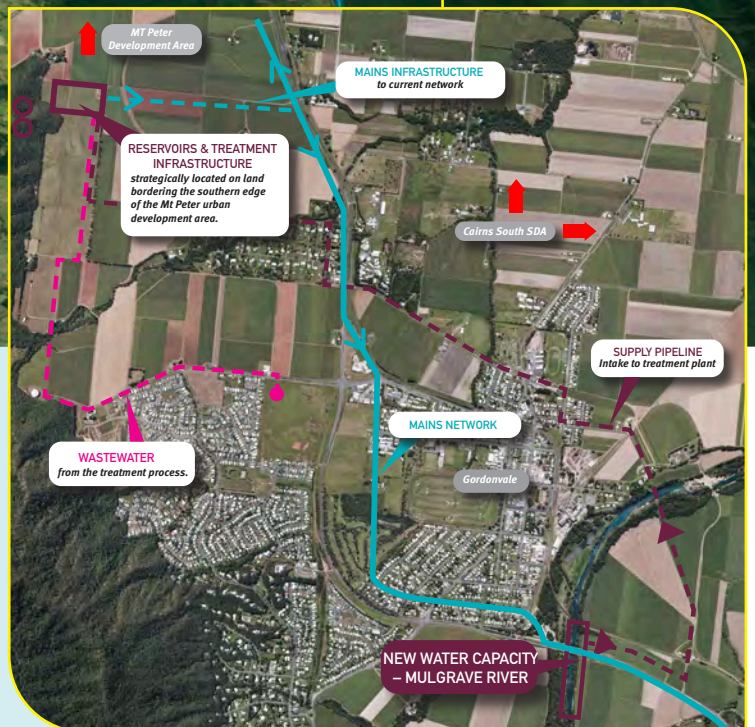 MT Peter
Development Area
MAINS INFRASTRUCTURE
to current network
RESERVOIRS & TREATMENT
INFRASTRUCTURE
strategically located on land
bordering the southern edge
of the Mt Peter urban
development area.
Cairns South SDA
SUPPLY PIPELINE
Intake to treatment plant
MAINS NETWORK
WASTEWATER
from the treatment process.
Gordonvale
NEW WATER CAPACITY
– MULGRAVE RIVER